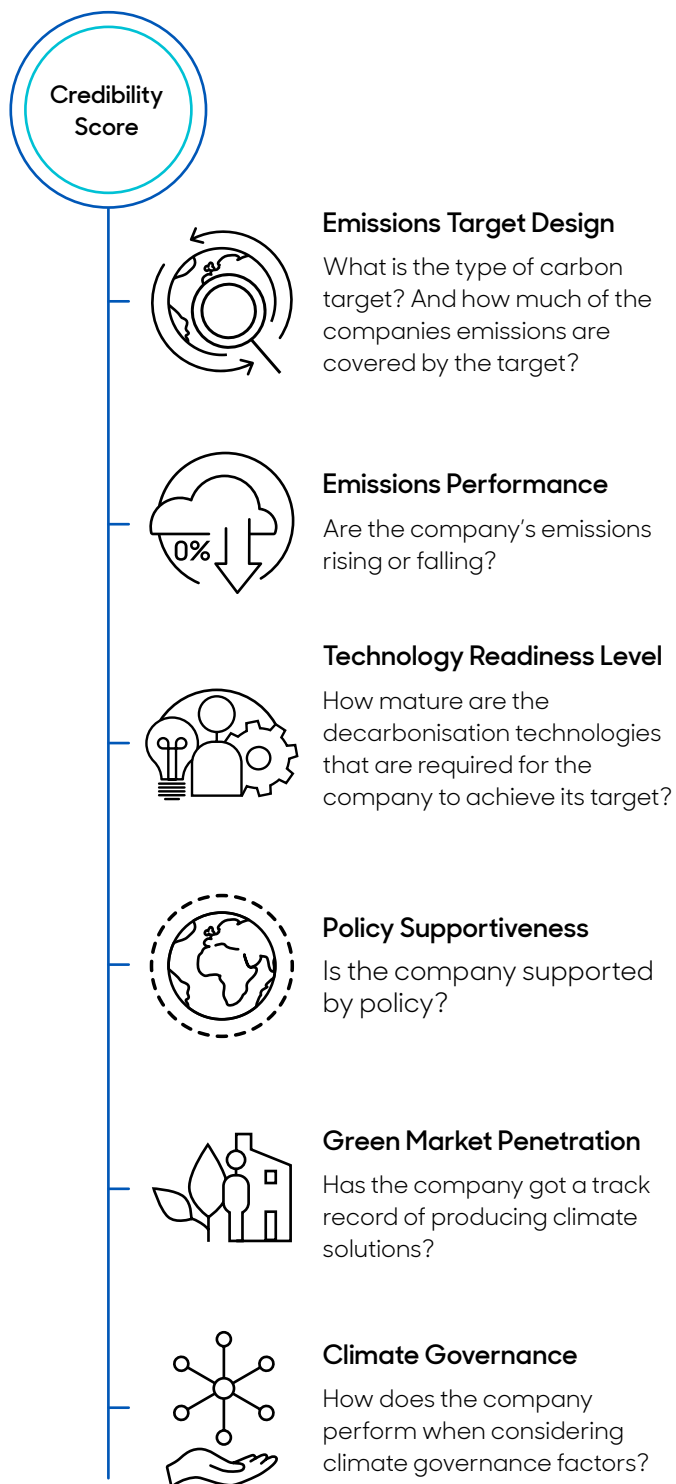 Credibility
Score
Emissions Target Design
What is the type of carbon
target? And how much of the
companies emissions are
covered by the target?
0%
Emissions Performance
Are the company’s emissions
rising or falling?
Technology Readiness Level
How mature are the
decarbonisation technologies
that are required for the
company to achieve its target?
Policy Supportiveness
Is the company supported
by policy?
Green Market Penetration
Has the company got a track
record of producing climate
solutions?
Climate Governance
How does the company
perform when considering
climate governance factors?